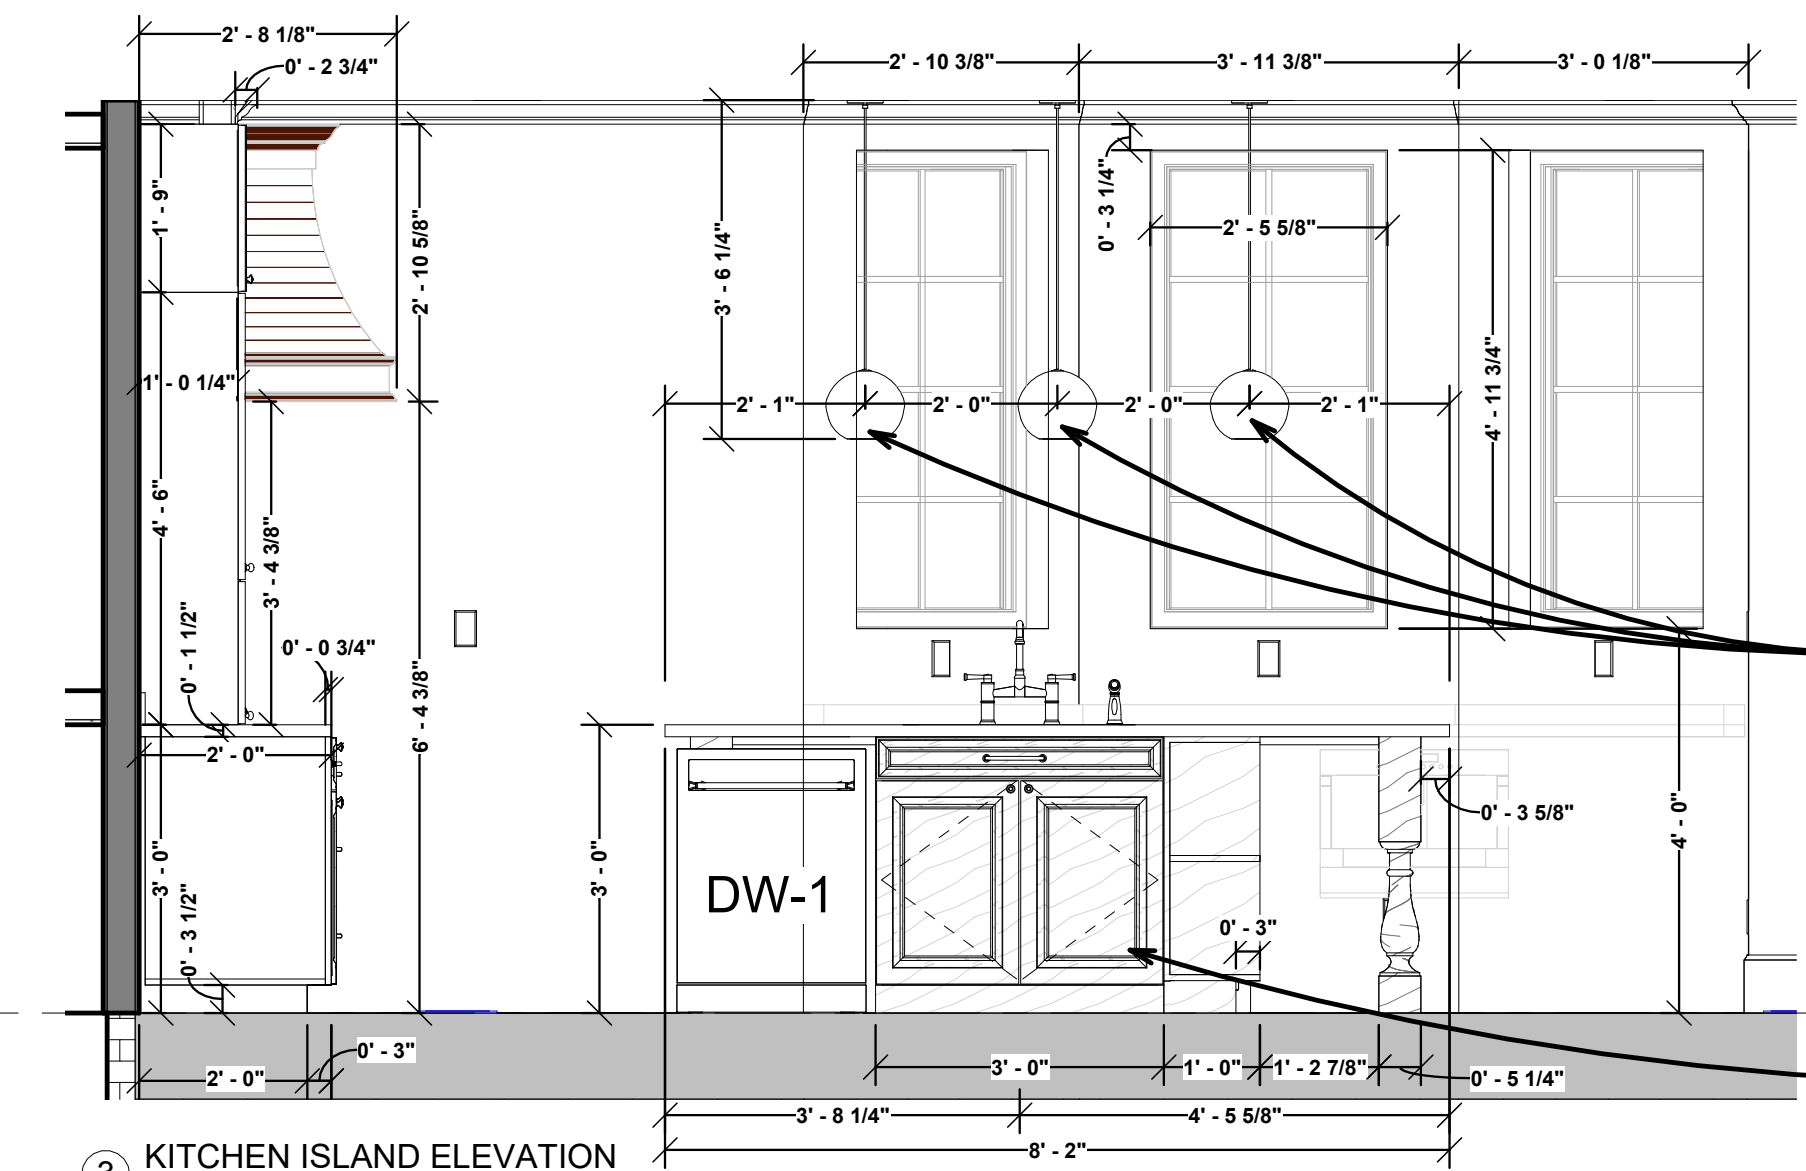 2' - 8 1/8"
0' - 2 3/4"
2' - 10 3/8"
3' - 11 3/8"
3' - 0 1/8"
1' - 9"
2' - 10 5/8"
3' - 6 1/4"
0' - 3 1/4"
2' - 5 5/8"
4' - 11 3/4"
1' - 0 1/4"
2' - 1"
2' - 0"
2' - 0"
2' - 1"
4' - 6"
3' - 4 3/8"
0' - 1 1/2"
0' - 0 3/4"
6' - 4 3/8"
2' - 0"
3' - 0"
0' - 3 1/2"
3' - 0"
DW-1
0' - 3"
0' - 3 5/8"
4' - 0"
0' - 3"
2' - 0"
3' - 0"
1' - 0"
1' - 2 7/8"
0' - 5 1/4"
3' - 8 1/4"
4' - 5 5/8"
8' - 2"
KITCHEN ISLAND ELEVATION